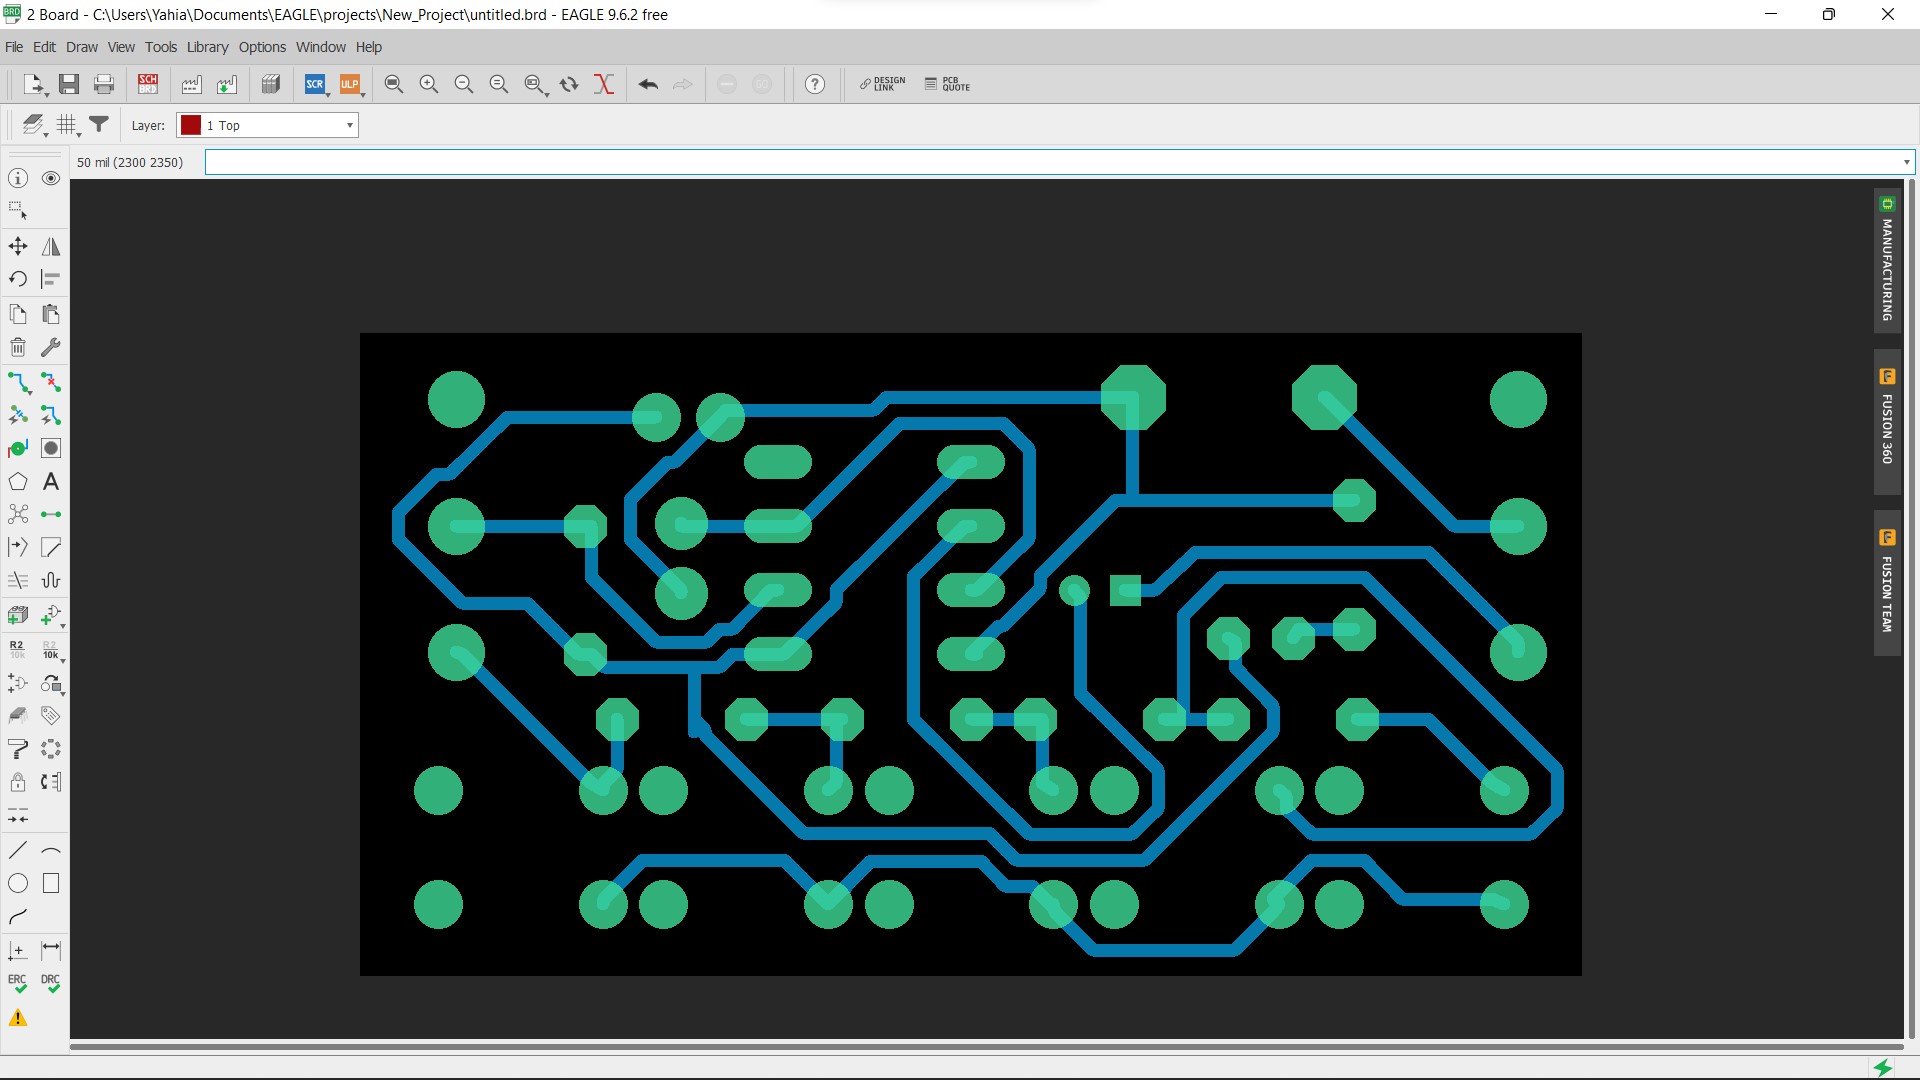 2 Board - C:\Users\Yahia\Documents\EAGLE\projects\New_Project\untitled.brd - EAGLE 9.6.2 free
File Edit Draw View Tools Library Options Window Help
SCH BRD SCR ULP GO ? DESIGN LINK PCB QUOTE
Layer: 1 Top
50 mil (2300 2350)
MANUFACTURING
FUSION 360
FUSION TEAM
R2 10k R2 10k
ERC DRC